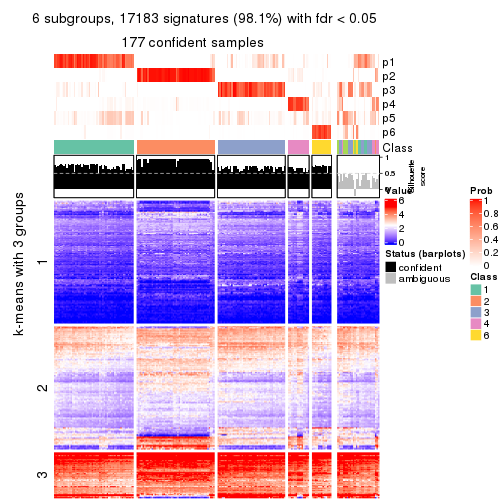 6 subgroups, 17183 signatures (98.1%) with fdr < 0.05
177 confident samples
p1
p2
p3
p4
p5
p6
Class
1
0.5
0
Silhouette
score
k-means with 3 groups
1
2
3
Value
6
4
2
0
Status (barplots)
confident
ambiguous
Prob
1
0.8
0.6
0.4
0.2
0
Class
1
2
3
4
6